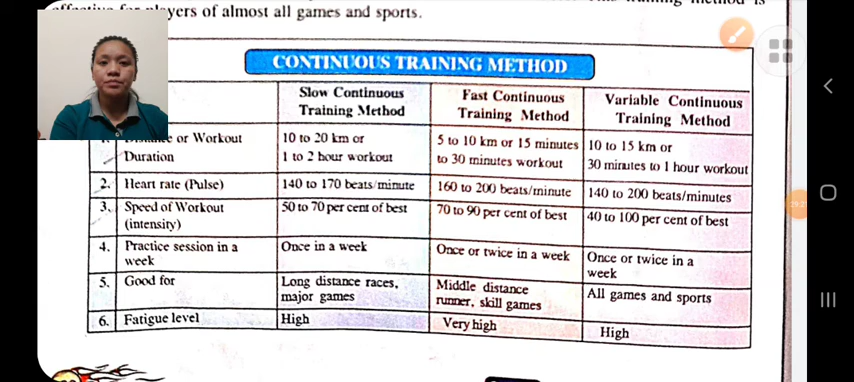 effective for players of almost all games and sports.
CONTINUOUS TRAINING METHOD
Slow Continuous
Training Method
Fast Continuous
Training Method
Variable Continuous
Training Method
or Workout
Duration
10 to 20 km or
1 to 2 hour workout
5 to 10 km or 15 minutes
to 30 minutes workout
10 to 15 km or
30 minutes to 1 hour workout
2. Heart rate (Pulse)
140 to 170 beats/minute
160 to 200 beats/minute
140 to 200 beats/minutes
3. Speed of Workout
(intensity)
50 to 70 per cent of best
70 to 90 per cent of best
40 to 100 per cent of best
4. Practice session in a
week
Once in a week
Once or twice in a week
Once or twice in a
week
5. Good for
Long distance races,
major games
Middle distance
runner, skill games
All games and sports
6. Fatigue level
High
Very high
High